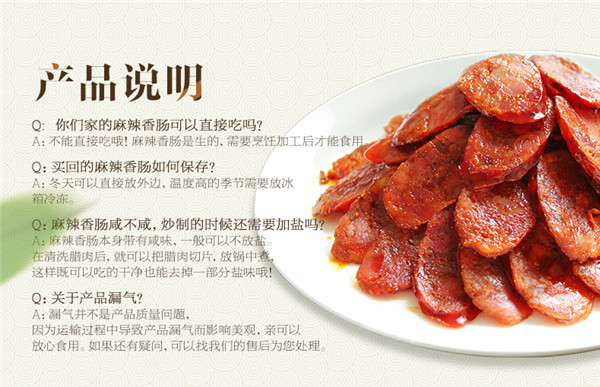 产品说明
Q: 你们家的麻辣香肠可以直接吃吗?
A; 不能直接吃哦! 麻辣香肠是生的, 需要烹饪加工后才能食用
Q: 买回的麻辣香肠如何保存?
A; 冬天可以直接放外边, 温度高的季节需要放冰
箱冷冻。
Q: 麻辣香肠咸不咸, 炒制的时候还需要加盐吗?
A; 麻辣香肠本身带有咸味, 一般可以不放盐。
在清洗腊肉后, 就可以把腊肉切片, 放锅中煮,
这样既可以吃的干净也能去掉一部分盐味哦!
Q: 关于产品漏气?
A; 漏气并不是产品质量问题,
因为运输过程中导致产品漏气而影响美观, 亲可以
放心食用。如果还有疑问, 可以找我们的售后为您处理。